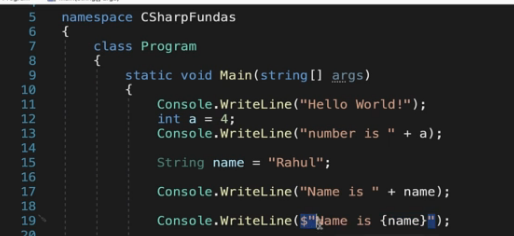 5 namespace CSharpFundas
6 {
7 class Program
8 {
9 static void Main(string[] args)
10 {
11 Console.WriteLine("Hello World!");
12 int a = 4;
13 Console.WriteLine("number is " + a);
14
15 String name = "Rahul";
16
17 Console.WriteLine("Name is " + name);
18
19 Console.WriteLine($"Name is {name}");